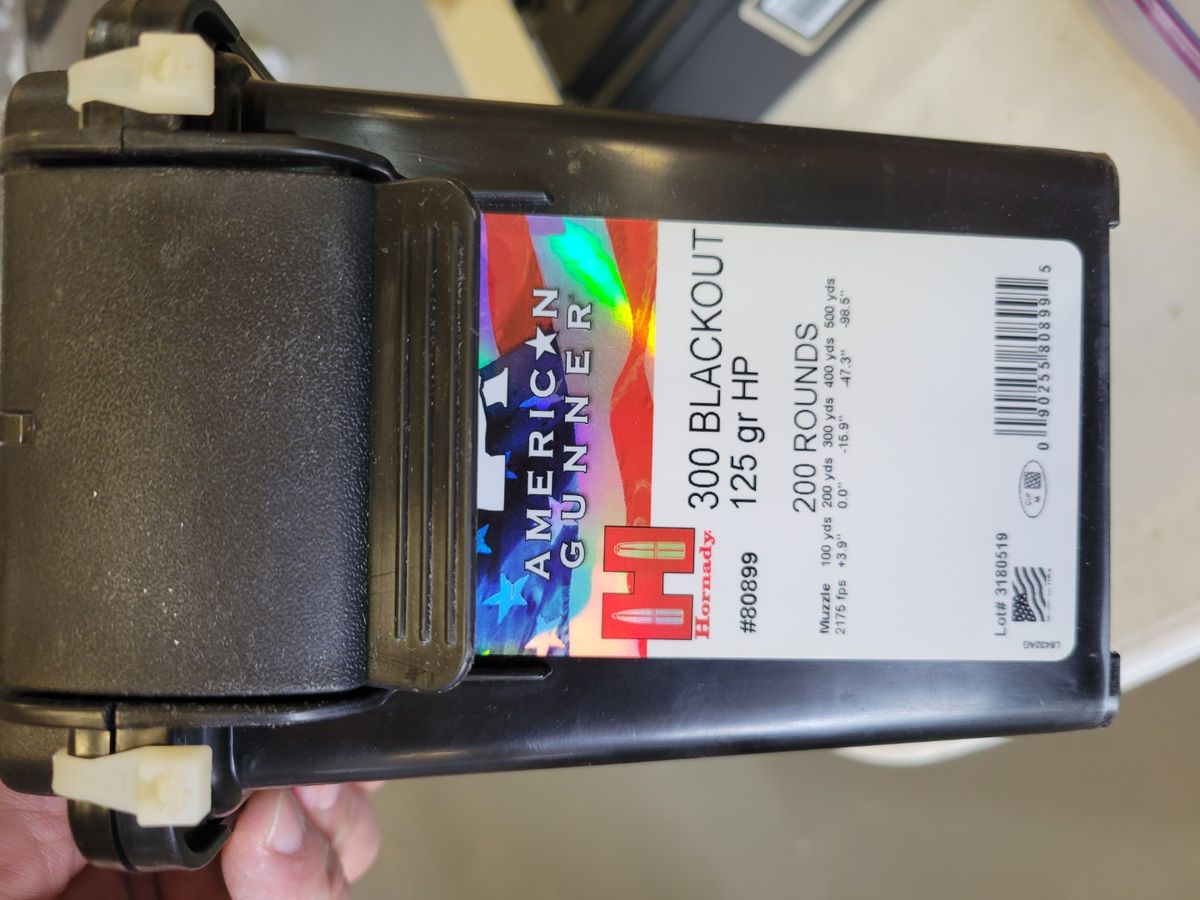 AMERIC★N
GUNNER®
Hornady
300 BLACKOUT
#80899 125 gr HP
200 ROUNDS
Muzzle 100 yds 200 yds 300 yds 400 yds 500 yds
2175 fps +3.9" 0.0" -15.9" -47.3" -98.5"
Lot# 3180519
CIP
M
0 90255 80899 5
L8432AG